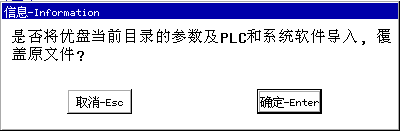 信息-Information
是否将优盘当前目录的参数及PLC和系统软件导入，覆
盖原文件？
取消-Esc
确定-Enter